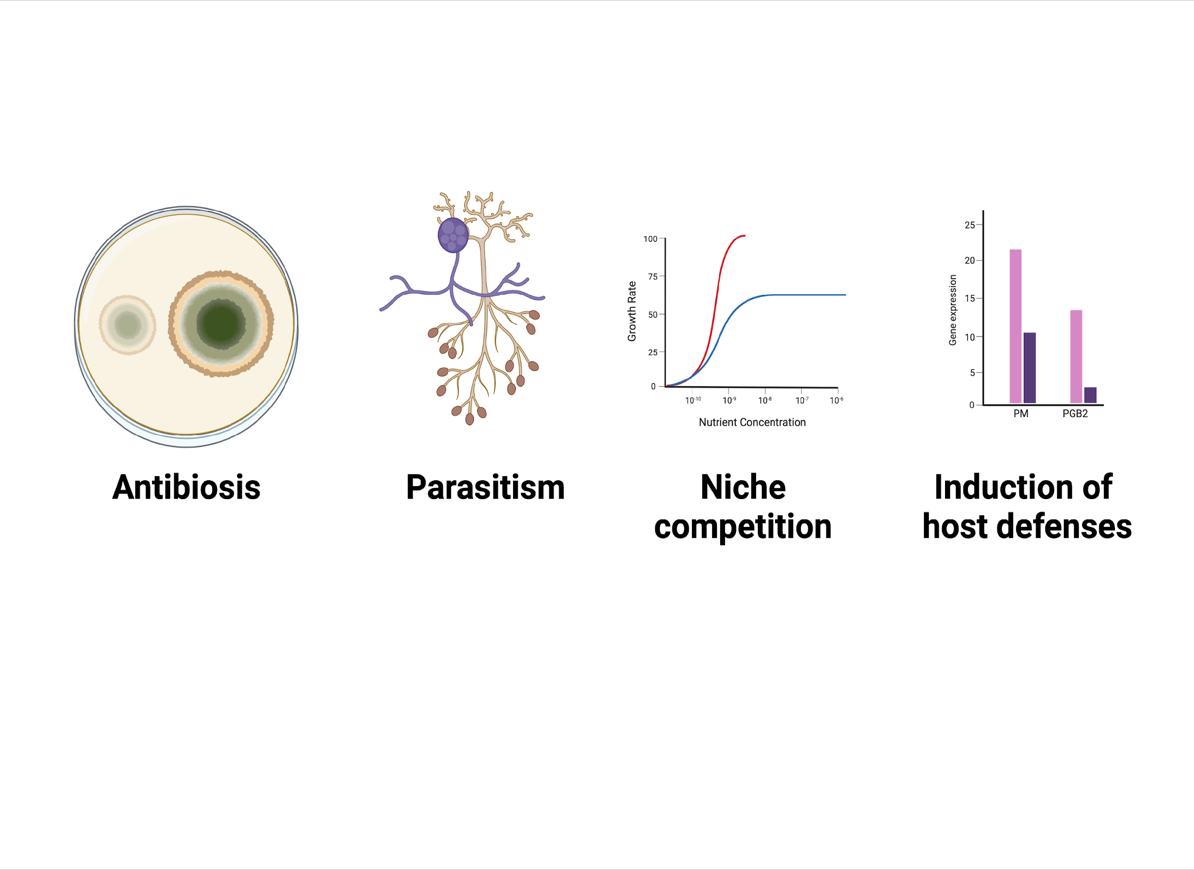 100
75
50
25
0
Growth Rate
10⁻¹⁰
10⁻⁹
10⁻⁸
10⁻⁷
10⁻⁶
Nutrient Concentration
25
20
15
10
5
0
Gene expression
PM
PGB2
Antibiosis
Parasitism
Niche
competition
Induction of
host defenses